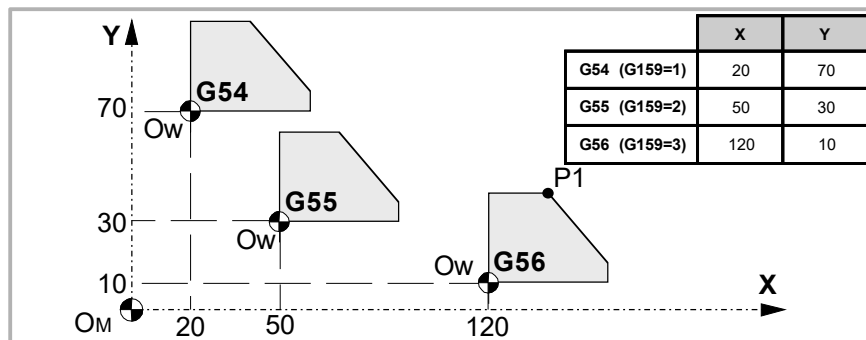 Y
X Y
G54 (G159=1) 20 70
G55 (G159=2) 50 30
G56 (G159=3) 120 10
G54
70
OW
P1
G55
30
OW
G56
OW
10
X
OM
20 50 120